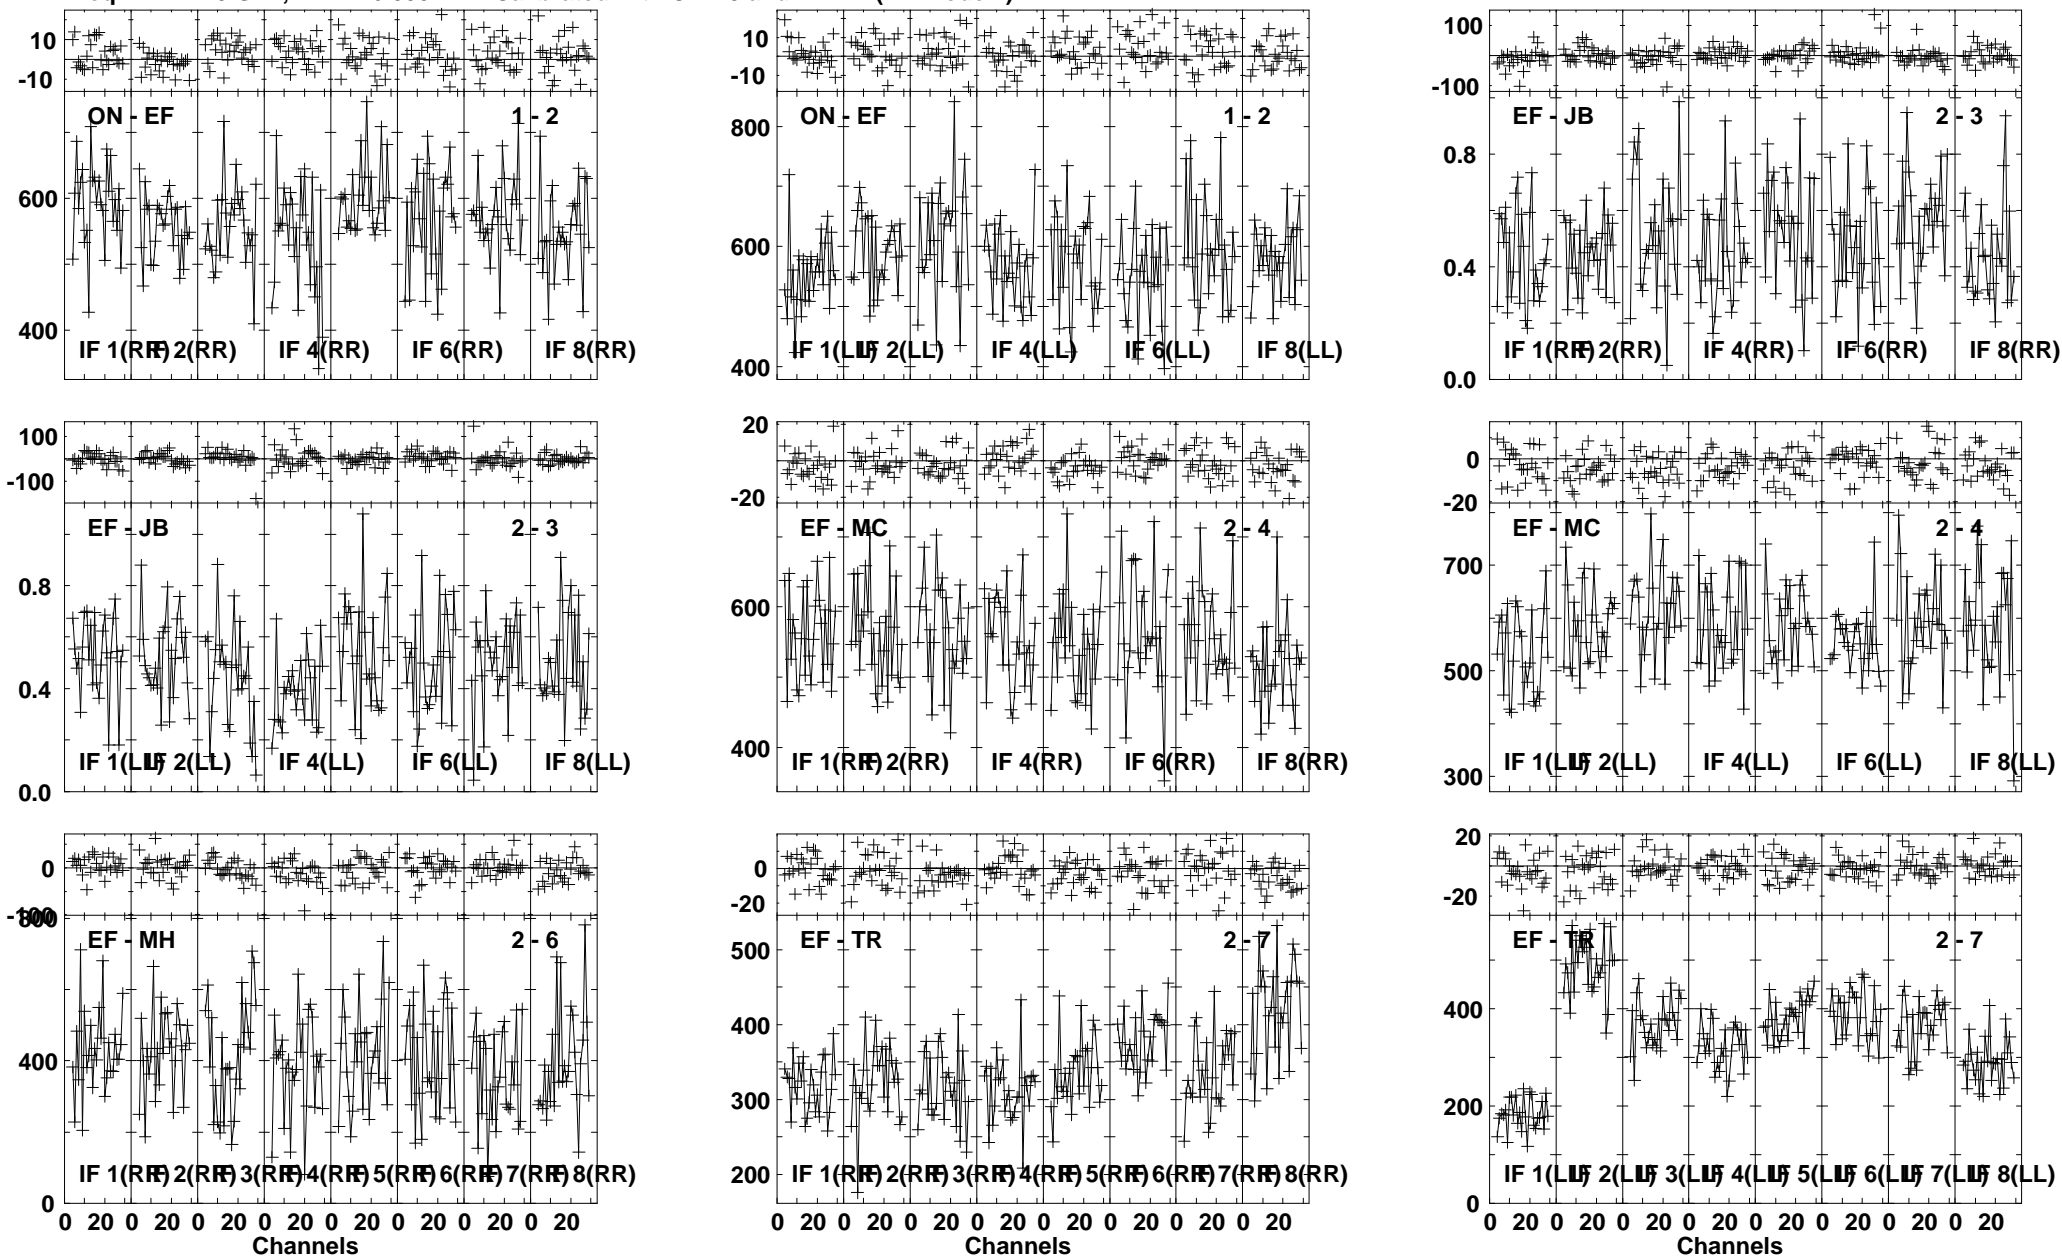 10 10 100
-10 -10 -100
ON - EF 1 - 2 ON - EF 1 - 2 EF - JB 2 - 3
800
0.8
600 600
0.4
400 400 0.0
IF 1(RR) IF 2(RR) IF 4(RR) IF 6(RR) IF 8(RR) IF 1(LL) IF 2(LL) IF 4(LL) IF 6(LL) IF 8(LL) IF 1(RR) IF 2(RR) IF 4(RR) IF 6(RR) IF 8(RR)
100 20
0
-100 -20 -20
EF - JB 2 - 3 EF - MC 2 - 4 EF - MC 2 - 4
0.8 600 700
0.4 500
400
0.0 300
IF 1(LL) IF 2(LL) IF 4(LL) IF 6(LL) IF 8(LL) IF 1(RR) IF 2(RR) IF 4(RR) IF 6(RR) IF 8(RR) IF 1(LL) IF 2(LL) IF 4(LL) IF 6(LL) IF 8(LL)
20
0 0 0
-100 -20 -20
800
EF - MH 2 - 6 EF - TR 2 - 7 EF - TR 2 - 7
500
400 400 400
300
200 200
0 0
IF 1(RR) IF 2(RR) IF 3(RR) IF 4(RR) IF 5(RR) IF 6(RR) IF 7(RR) IF 8(RR) IF 1(RR) IF 2(RR) IF 3(RR) IF 4(RR) IF 5(RR) IF 6(RR) IF 7(RR) IF 8(RR) IF 1(LL) IF 2(LL) IF 3(LL) IF 4(LL) IF 5(LL) IF 6(LL) IF 7(LL) IF 8(LL)
0 20 0 20 0 20 0 20 0 20 0 20 0 20 0 20 0 20 0 20 0 20 0 20 0 20 0 20 0 20 0 20 0 20 0 20 0 20 0 20 0 20 0 20 0 20 0 20
Channels Channels Channels